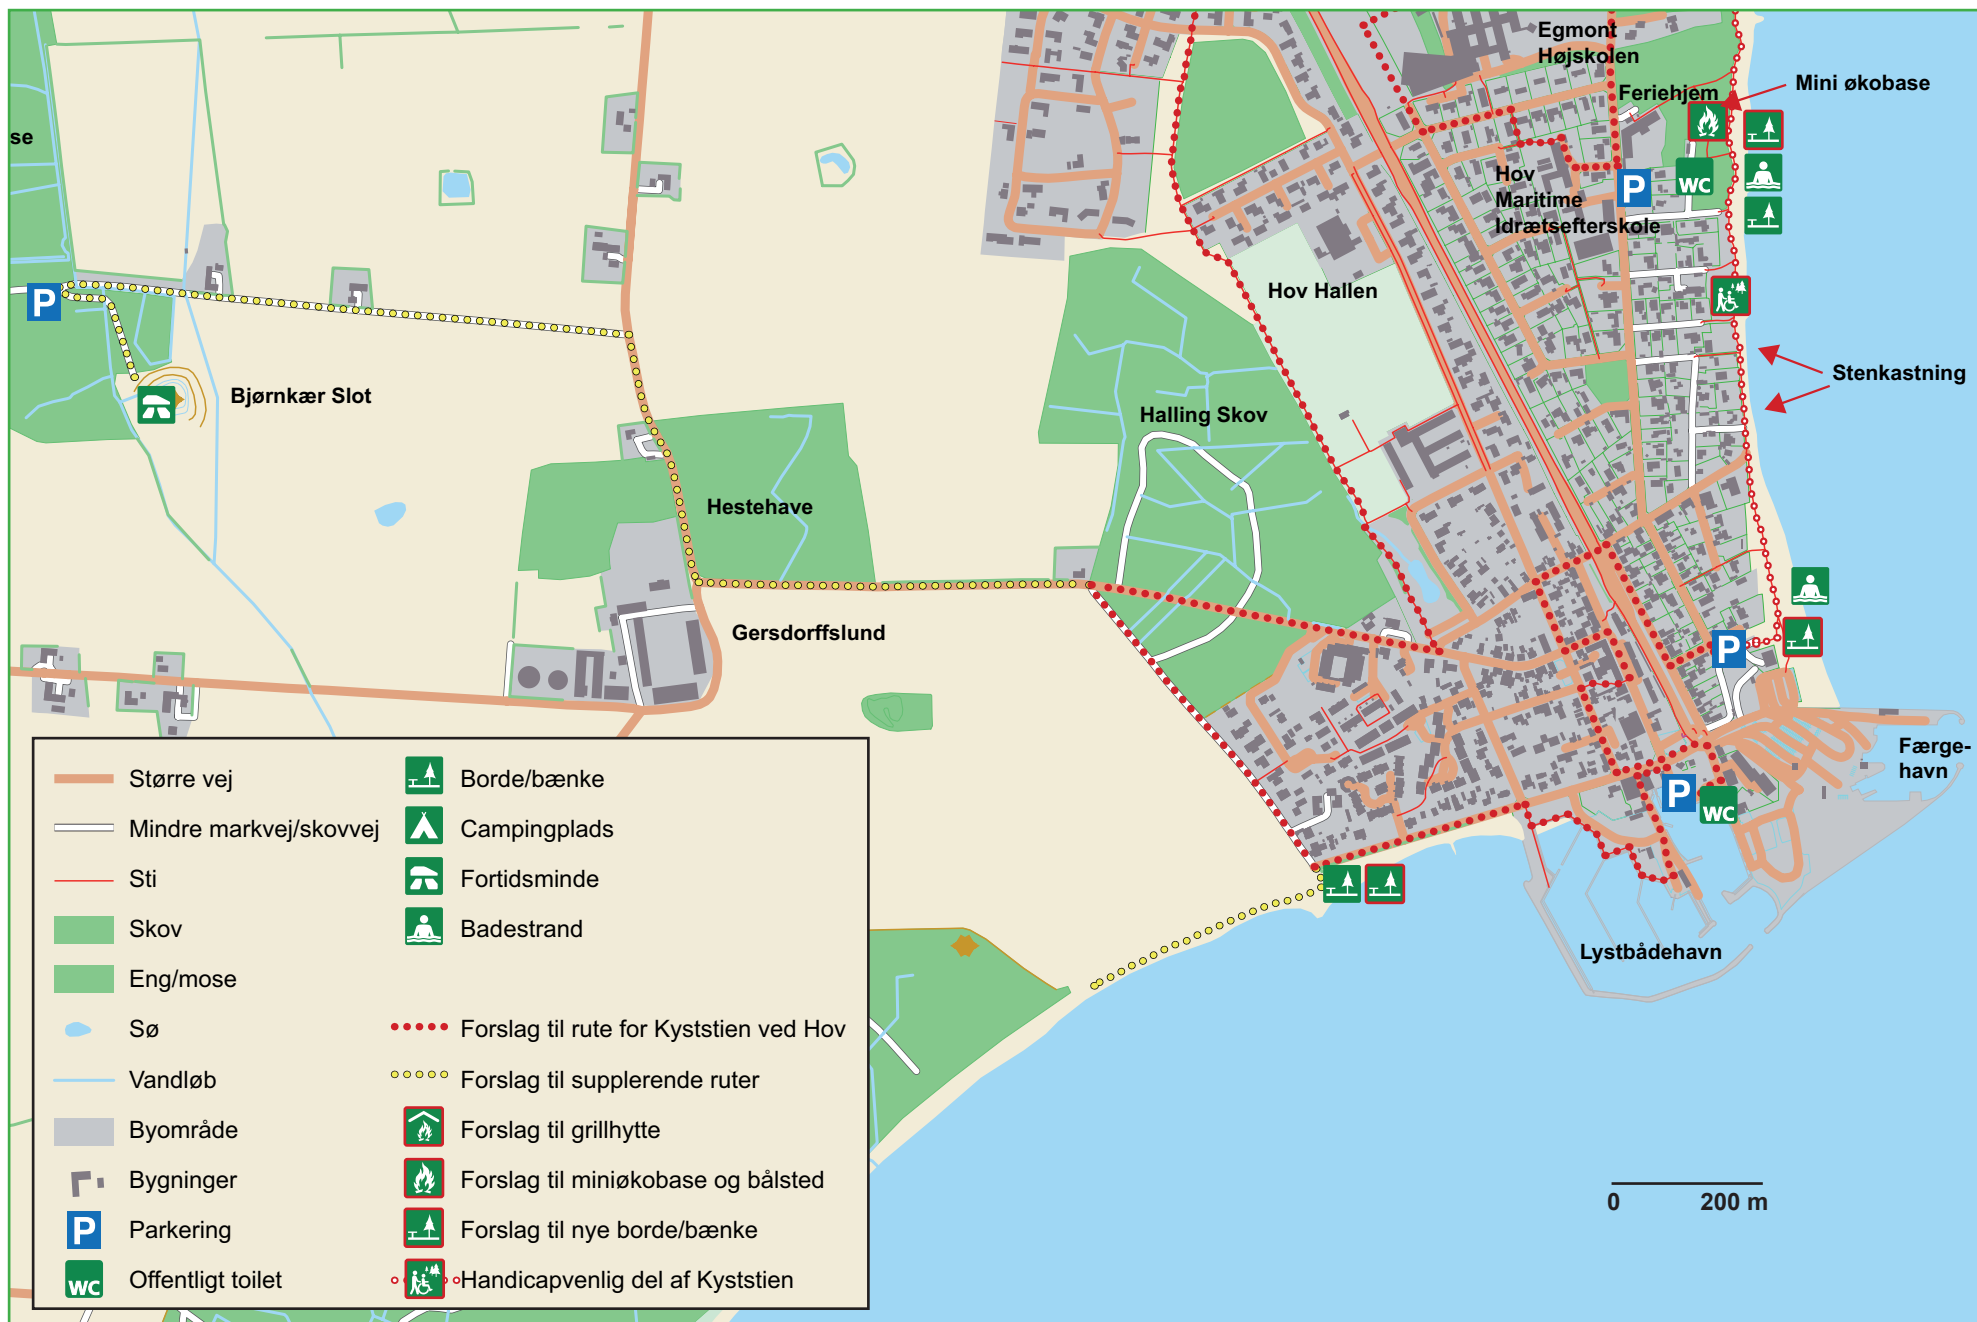 Egmont
Højskolen
Feriehjem
Mini økobase
se
Hov
Maritime
Idrætsefterskole
P
WC
Hov Hallen
P
Stenkastning
Bjørnkær Slot
Halling Skov
Hestehave
Gersdorffslund
P
Færge-
havn
P
WC
Lystbådehavn
Større vej
Mindre markvej/skovvej
Sti
Skov
Eng/mose
Sø
Vandløb
Byområde
Bygninger
P Parkering
WC Offentligt toilet
Borde/bænke
Campingplads
Fortidsminde
Badestrand
Forslag til rute for Kyststien ved Hov
Forslag til supplerende ruter
Forslag til grillhytte
Forslag til miniøkobase og bålsted
Forslag til nye borde/bænke
Handicapvenlig del af Kyststien
0 200 m